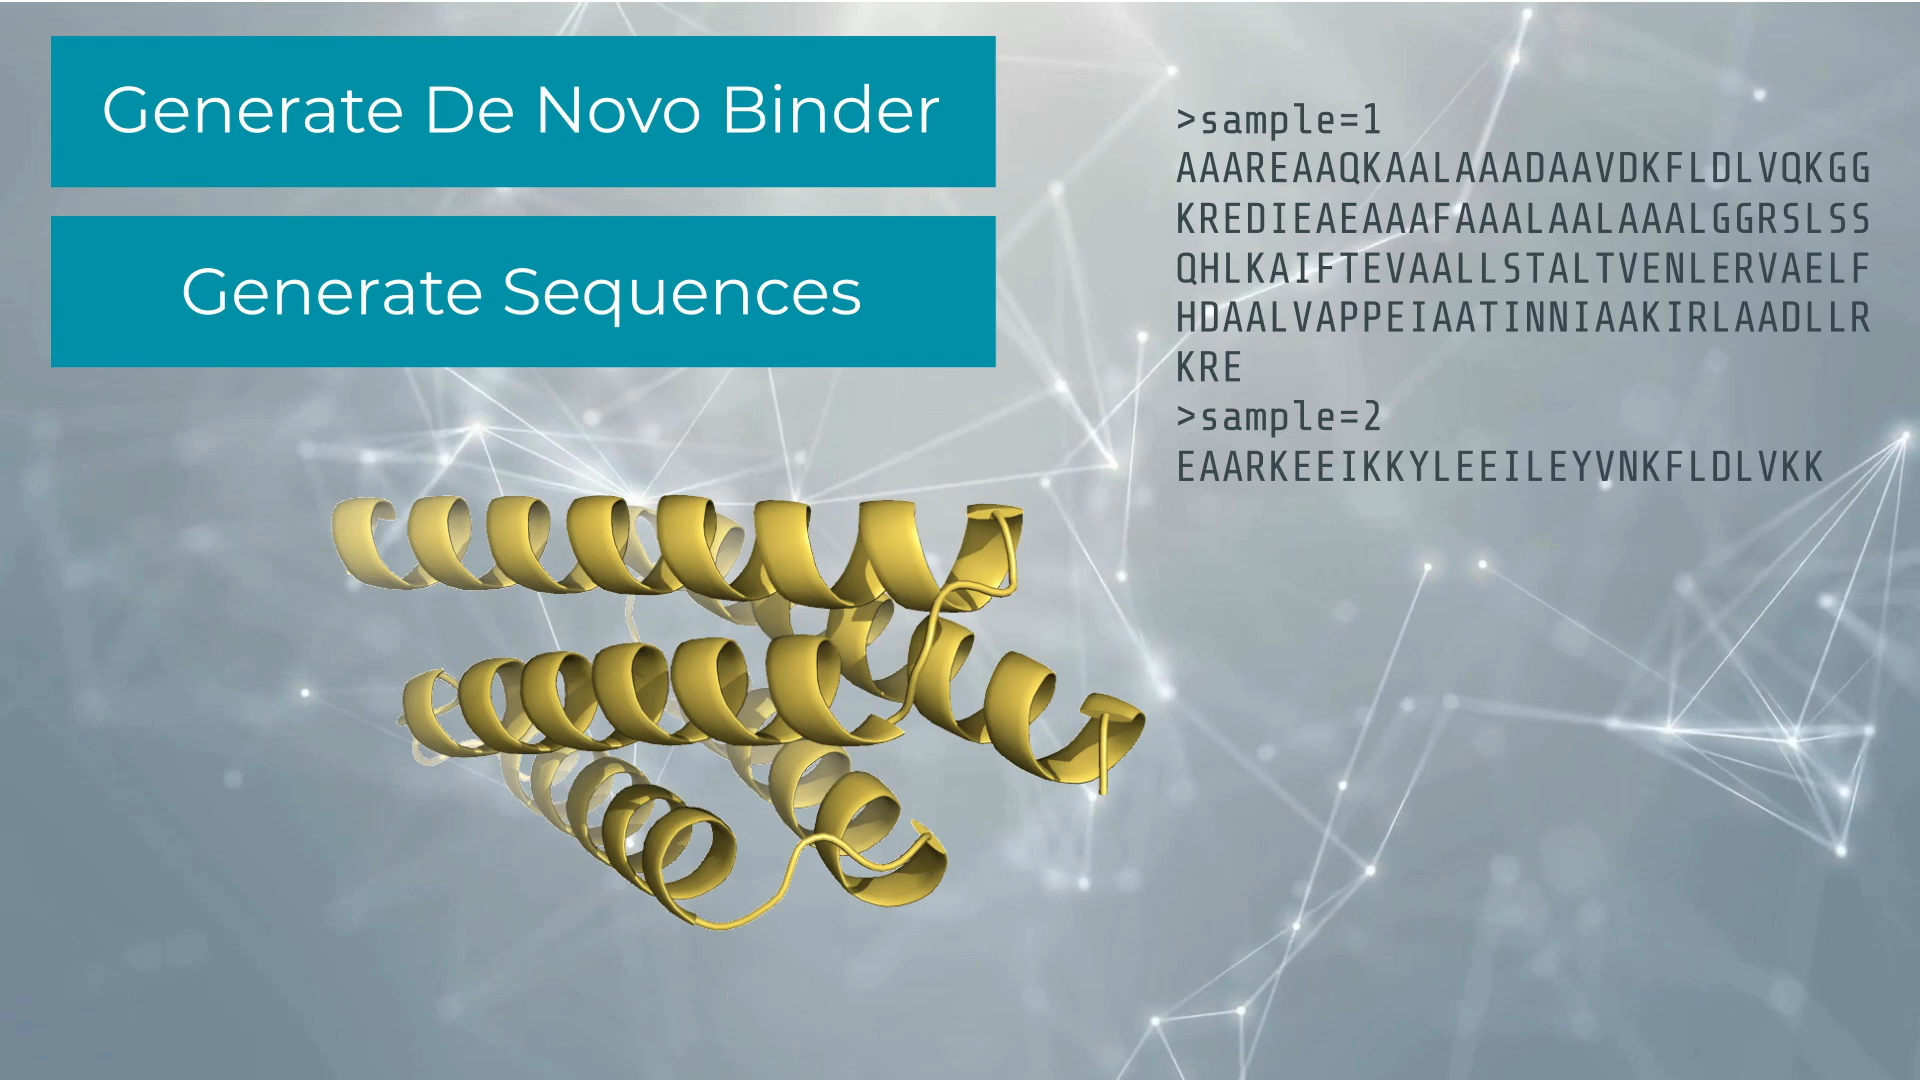 Generate De Novo Binder
Generate Sequences
>sample=1
AAAREAAQKAALAAADAAVDKFLDLVQKGG
KREDIEAEAAAFAAALAALAAALGGRSLSS
QHLKAIFTEVAALLSTALTVENLERVAELF
HDAALVAPPEIAATINNIAAKIRLAADLLR
KRE
>sample=2
EAARKEEIKKYLEEILEYVNKFLDLVKK